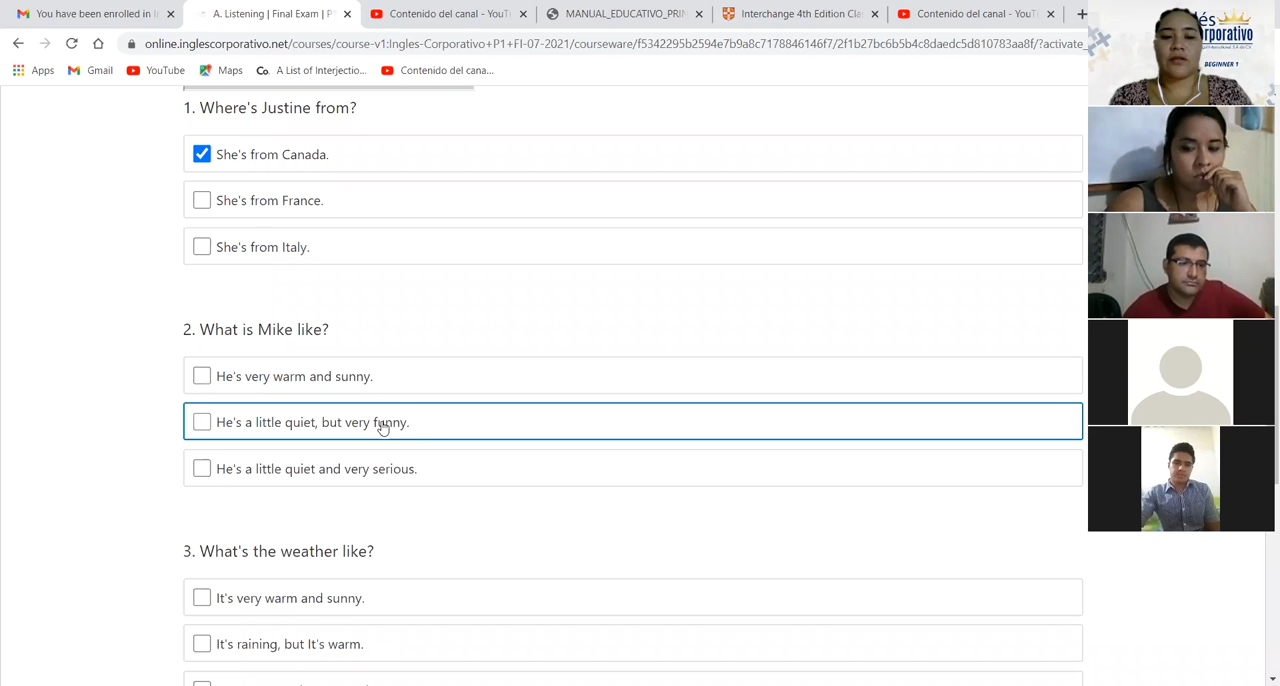 You have been enrolled in I
A. Listening | Final Exam | P
Contenido del canal - YouT
MANUAL_EDUCATIVO_PRIN
Interchange 4th Edition Cla
Contenido del canal - YouT
online.inglescorporativo.net/courses/course-v1:Ingles-Corporativo+P1+FI-07-2021/courseware/f5342295b2594e7b9a8c7178846146f7/2f1b27bc6b5b4c8daedc5d810783aa8f/?activate_
Apps
Gmail
YouTube
Maps
Co. A List of Interjectio...
Contenido del cana...
BEGINNER 1
1. Where's Justine from?
She's from Canada.
She's from France.
She's from Italy.
2. What is Mike like?
He's very warm and sunny.
He's a little quiet, but very funny.
He's a little quiet and very serious.
3. What's the weather like?
It's very warm and sunny.
It's raining, but It's warm.